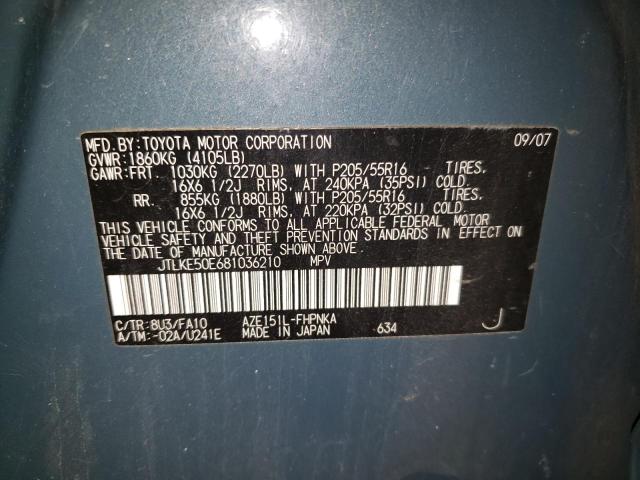 MFD. BY: TOYOTA MOTOR CORPORATION 09/07
GVWR: 1860KG (4105LB)
GAWR: FRT. 1030KG (2270LB) WITH P205/55R16 TIRES.
16X6 1/2J RIMS. AT 240KPA (35PSI) COLD
RR. 855KG (1880LB) WITH P205/55R16 TIRES.
16X6 1/2J RIMS. AT 220KPA (32PSI) COLD
THIS VEHICLE CONFORMS TO ALL APPLICABLE FEDERAL MOTOR
VEHICLE SAFETY AND THEFT PREVENTION STANDARDS IN EFFECT ON
THE DATE OF MANUFACTURE SHOWN ABOVE.
JTLKE50E681036210 MPV
C/TR: 8U3/FA10 AZE151L-FHPNKA
A/TM: -02A/U241E MADE IN JAPAN 634 J